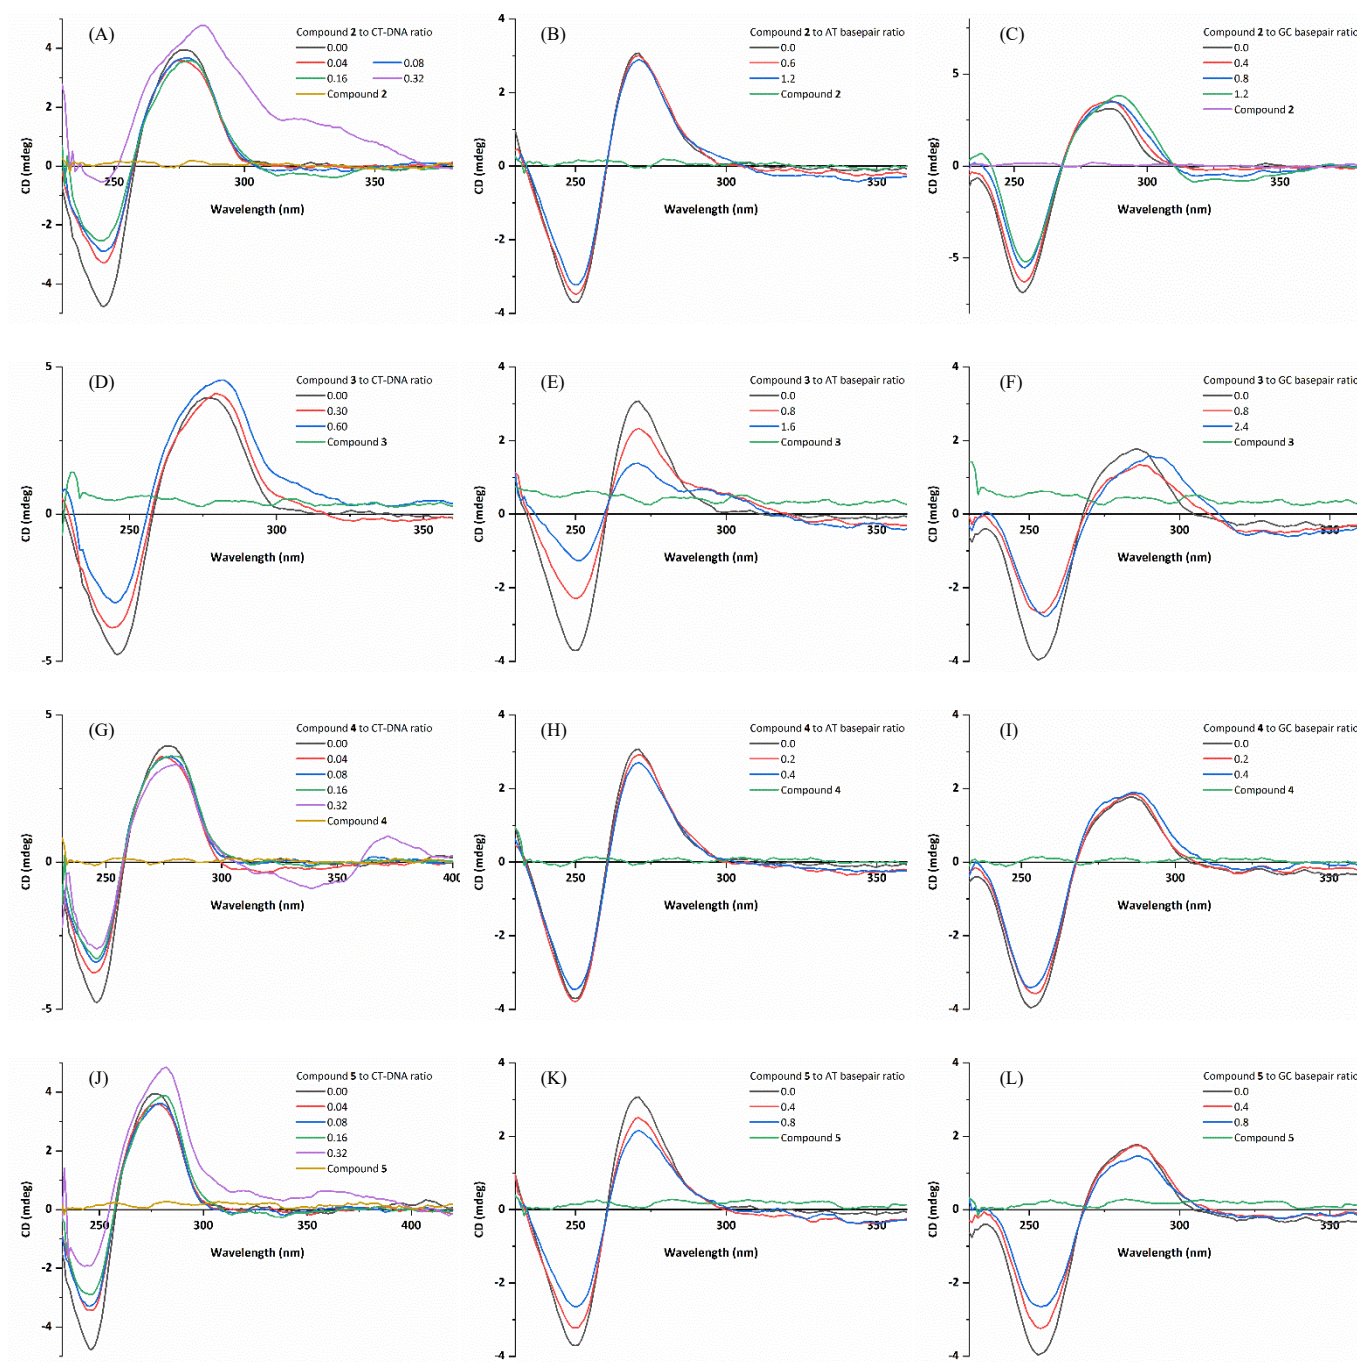 (A)
Compound 2 to CT-DNA ratio
0.00
0.04 0.08
0.16 0.32
Compound 2
4
2
0
-2
-4
250 300 350
CD (mdeg)
Wavelength (nm)
(B)
Compound 2 to AT basepair ratio
0.0
0.6
1.2
Compound 2
4
2
0
-2
-4
250 300 350
CD (mdeg)
Wavelength (nm)
(C)
Compound 2 to GC basepair ratio
0.0
0.4
0.8
1.2
Compound 2
5
0
-5
250 300 350
CD (mdeg)
Wavelength (nm)
(D)
Compound 3 to CT-DNA ratio
0.00
0.30
0.60
Compound 3
5
0
-5
250 300 350
CD (mdeg)
Wavelength (nm)
(E)
Compound 3 to AT basepair ratio
0.0
0.8
1.6
Compound 3
4
2
0
-2
-4
250 300 350
CD (mdeg)
Wavelength (nm)
(F)
Compound 3 to GC basepair ratio
0.0
0.8
2.4
Compound 3
4
2
0
-2
-4
250 300 350
CD (mdeg)
Wavelength (nm)
(G)
Compound 4 to CT-DNA ratio
0.00
0.04
0.08
0.16
0.32
Compound 4
5
0
-5
250 300 350 400
CD (mdeg)
Wavelength (nm)
(H)
Compound 4 to AT basepair ratio
0.0
0.2
0.4
Compound 4
4
2
0
-2
-4
250 300 350
CD (mdeg)
Wavelength (nm)
(I)
Compound 4 to GC basepair ratio
0.0
0.2
0.4
Compound 4
4
2
0
-2
-4
250 300 350
CD (mdeg)
Wavelength (nm)
(J)
Compound 5 to CT-DNA ratio
0.00
0.04
0.08
0.16
0.32
Compound 5
4
2
0
-2
-4
250 300 350 400
CD (mdeg)
Wavelength (nm)
(K)
Compound 5 to AT basepair ratio
0.0
0.4
0.8
Compound 5
4
2
0
-2
-4
250 300 350
CD (mdeg)
Wavelength (nm)
(L)
Compound 5 to GC basepair ratio
0.0
0.4
0.8
Compound 5
4
2
0
-2
-4
250 300 350
CD (mdeg)
Wavelength (nm)